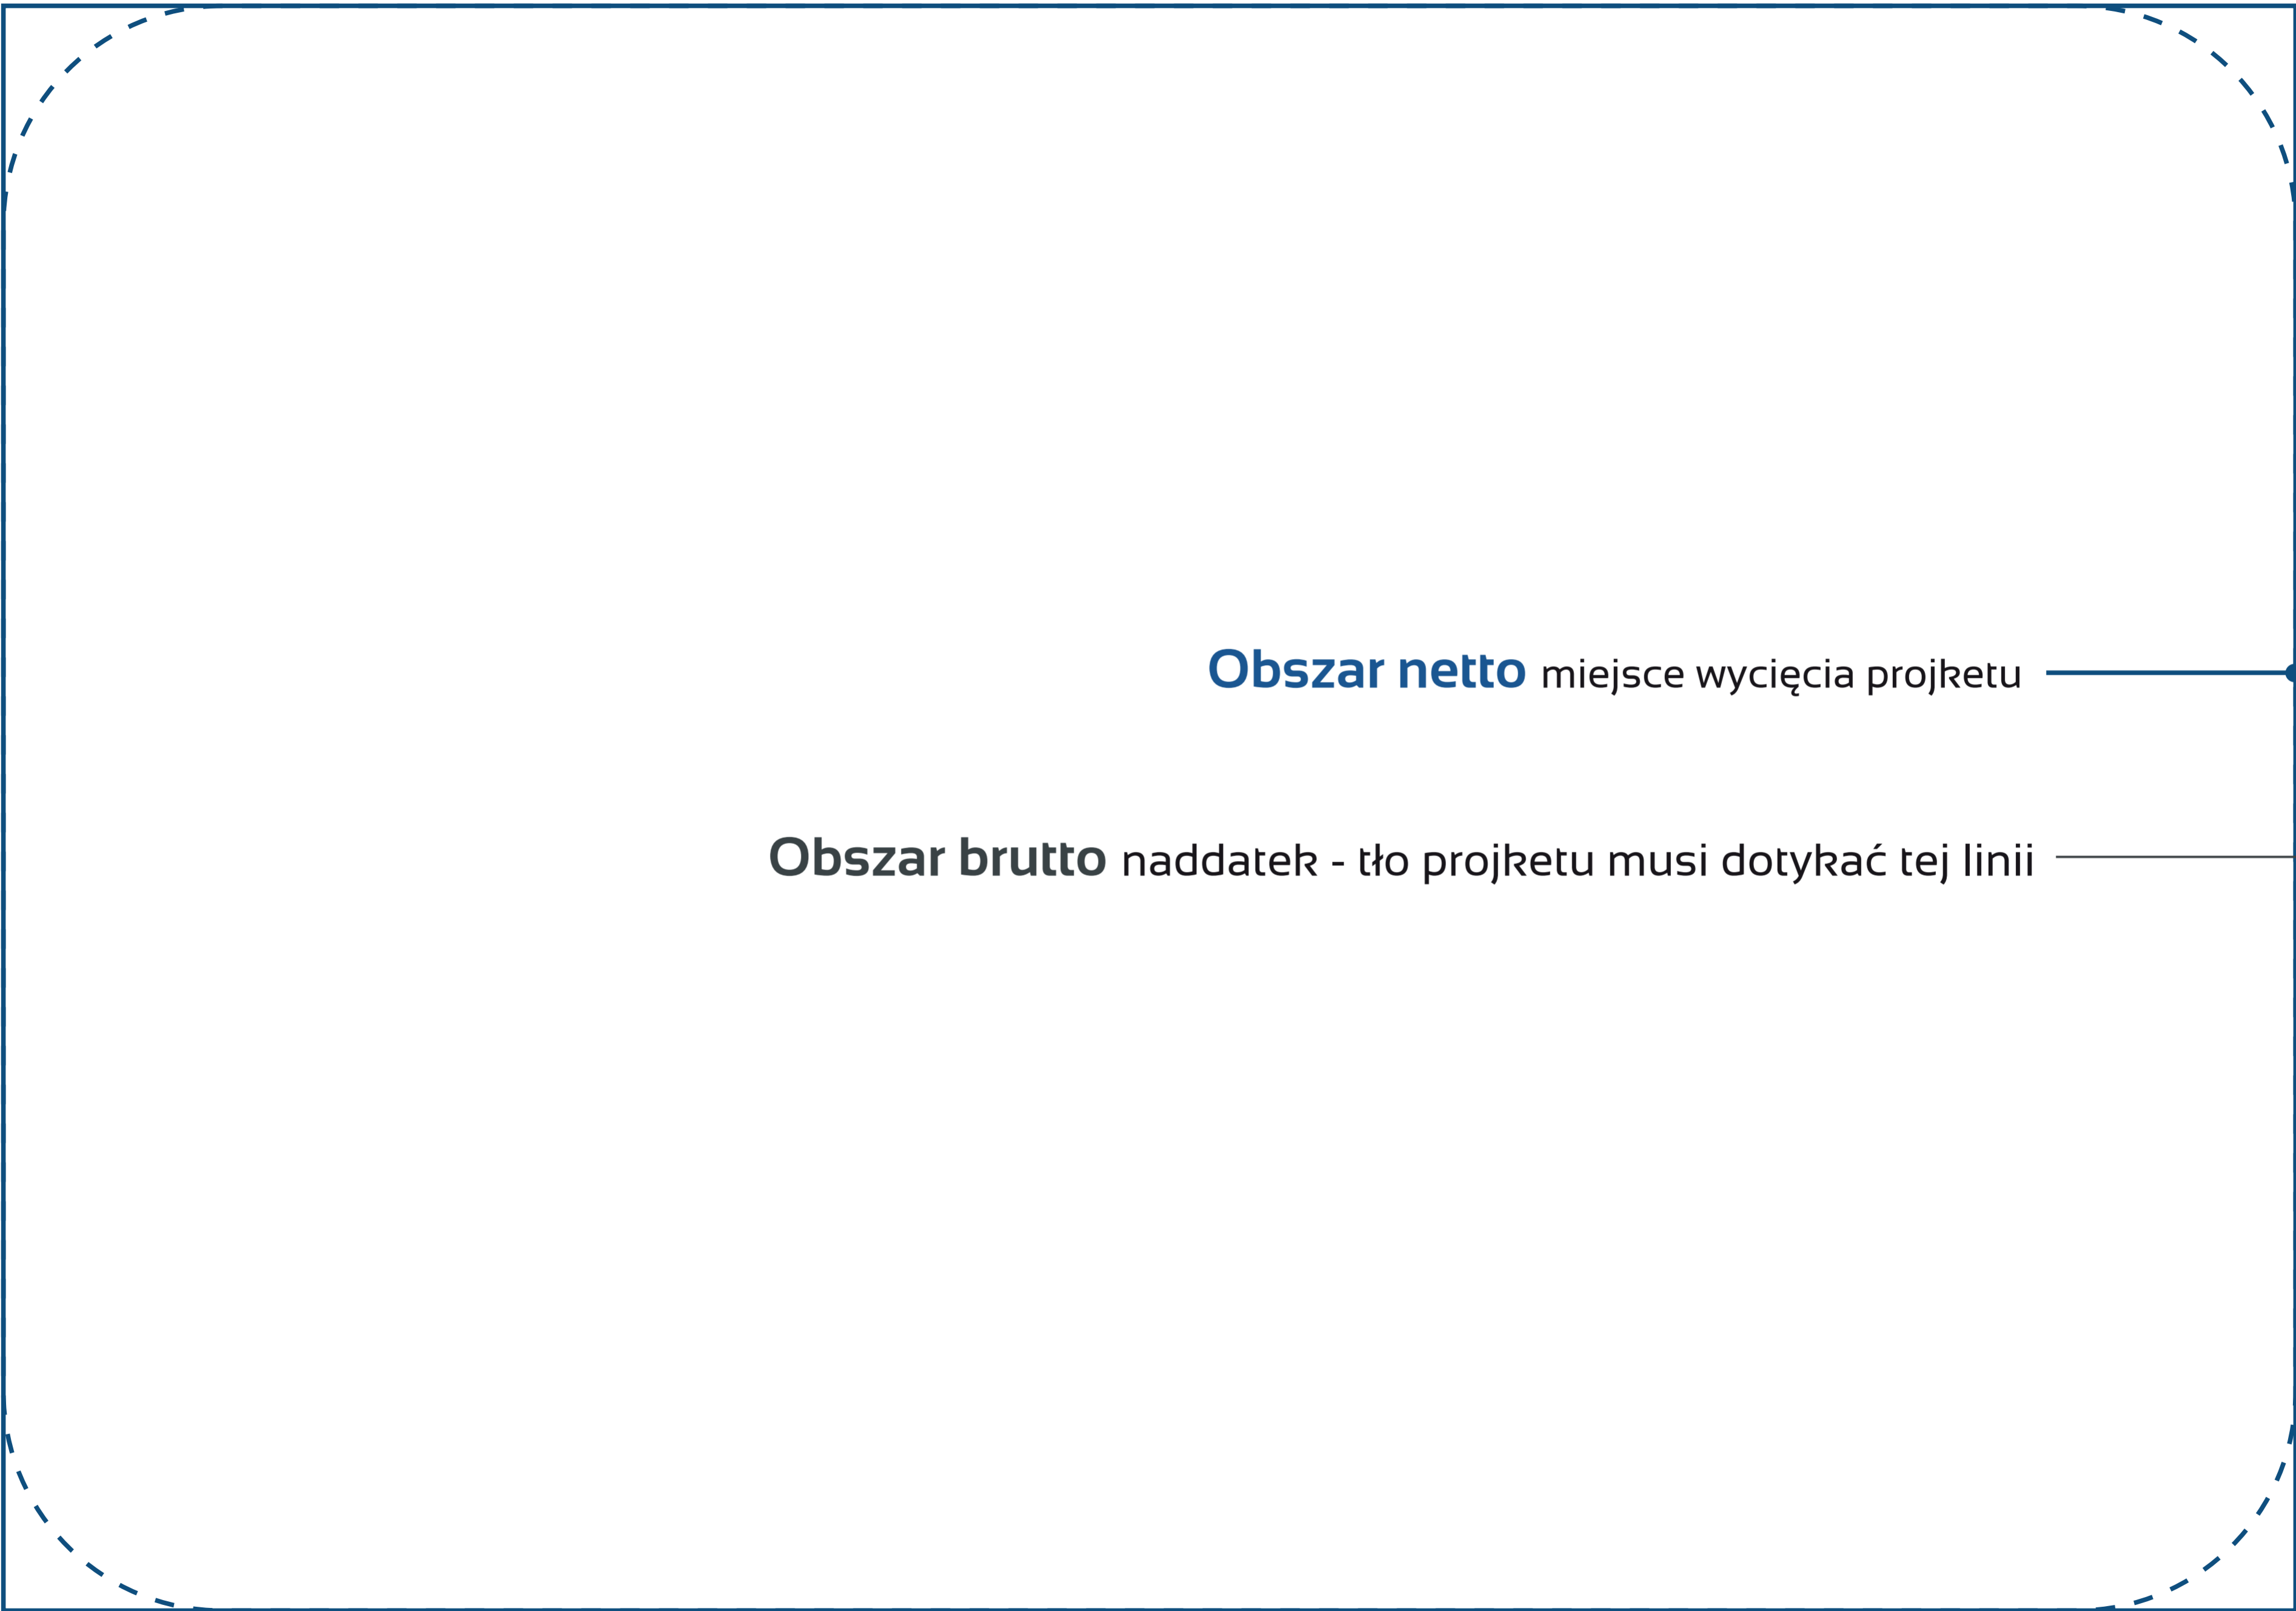 Obszar netto miejsce wycięcia projketu
Obszar brutto naddatek - tło projketu musi dotykać tej linii